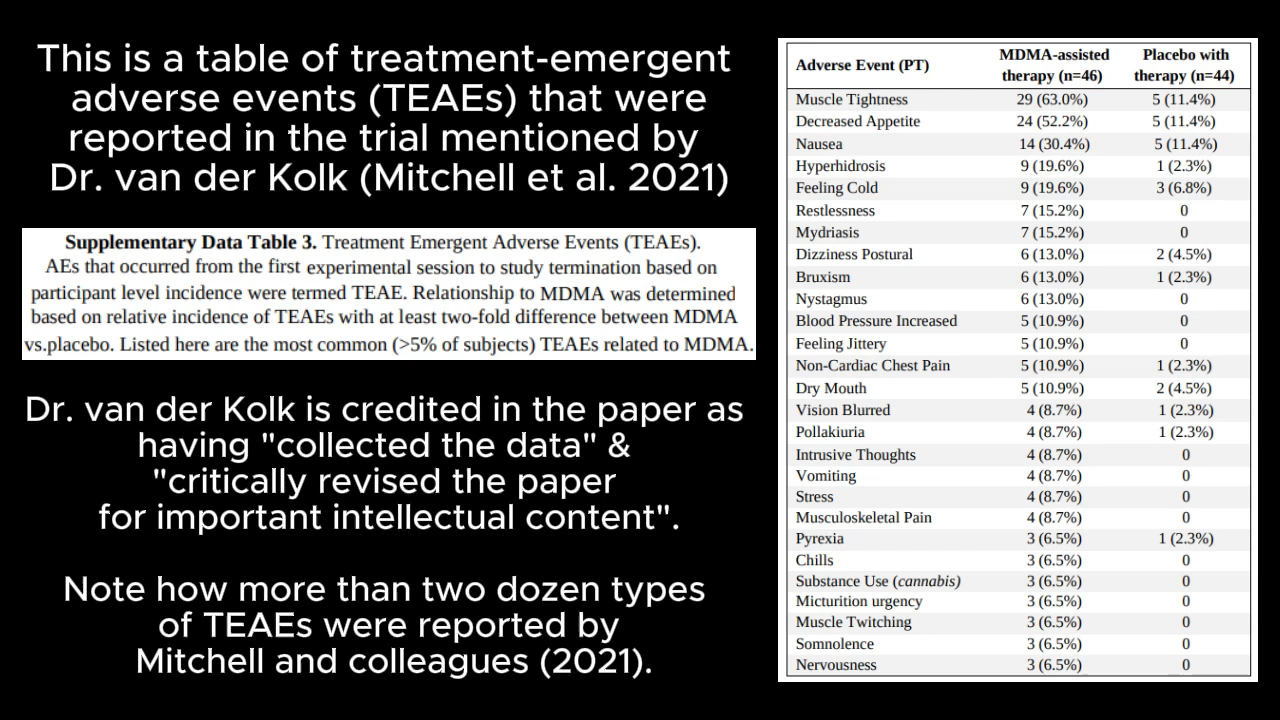 This is a table of treatment-emergent
adverse events (TEAEs) that were
reported in the trial mentioned by
Dr. van der Kolk (Mitchell et al. 2021)
Supplementary Data Table 3. Treatment Emergent Adverse Events (TEAEs).
AEs that occurred from the first experimental session to study termination based on
participant level incidence were termed TEAE. Relationship to MDMA was determined
based on relative incidence of TEAEs with at least two-fold difference between MDMA
vs.placebo. Listed here are the most common (>5% of subjects) TEAEs related to MDMA.
Dr. van der Kolk is credited in the paper as
having "collected the data" &
"critically revised the paper
for important intellectual content".
Note how more than two dozen types
of TEAEs were reported by
Mitchell and colleagues (2021).
Adverse Event (PT) MDMA-assisted therapy (n=46) Placebo with therapy (n=44)
Muscle Tightness 29 (63.0%) 5 (11.4%)
Decreased Appetite 24 (52.2%) 5 (11.4%)
Nausea 14 (30.4%) 5 (11.4%)
Hyperhidrosis 9 (19.6%) 1 (2.3%)
Feeling Cold 9 (19.6%) 3 (6.8%)
Restlessness 7 (15.2%) 0
Mydriasis 7 (15.2%) 0
Dizziness Postural 6 (13.0%) 2 (4.5%)
Bruxism 6 (13.0%) 1 (2.3%)
Nystagmus 6 (13.0%) 0
Blood Pressure Increased 5 (10.9%) 0
Feeling Jittery 5 (10.9%) 0
Non-Cardiac Chest Pain 5 (10.9%) 1 (2.3%)
Dry Mouth 5 (10.9%) 2 (4.5%)
Vision Blurred 4 (8.7%) 1 (2.3%)
Pollakiuria 4 (8.7%) 1 (2.3%)
Intrusive Thoughts 4 (8.7%) 0
Vomiting 4 (8.7%) 0
Stress 4 (8.7%) 0
Musculoskeletal Pain 4 (8.7%) 0
Pyrexia 3 (6.5%) 1 (2.3%)
Chills 3 (6.5%) 0
Substance Use (cannabis) 3 (6.5%) 0
Micturition urgency 3 (6.5%) 0
Muscle Twitching 3 (6.5%) 0
Somnolence 3 (6.5%) 0
Nervousness 3 (6.5%) 0